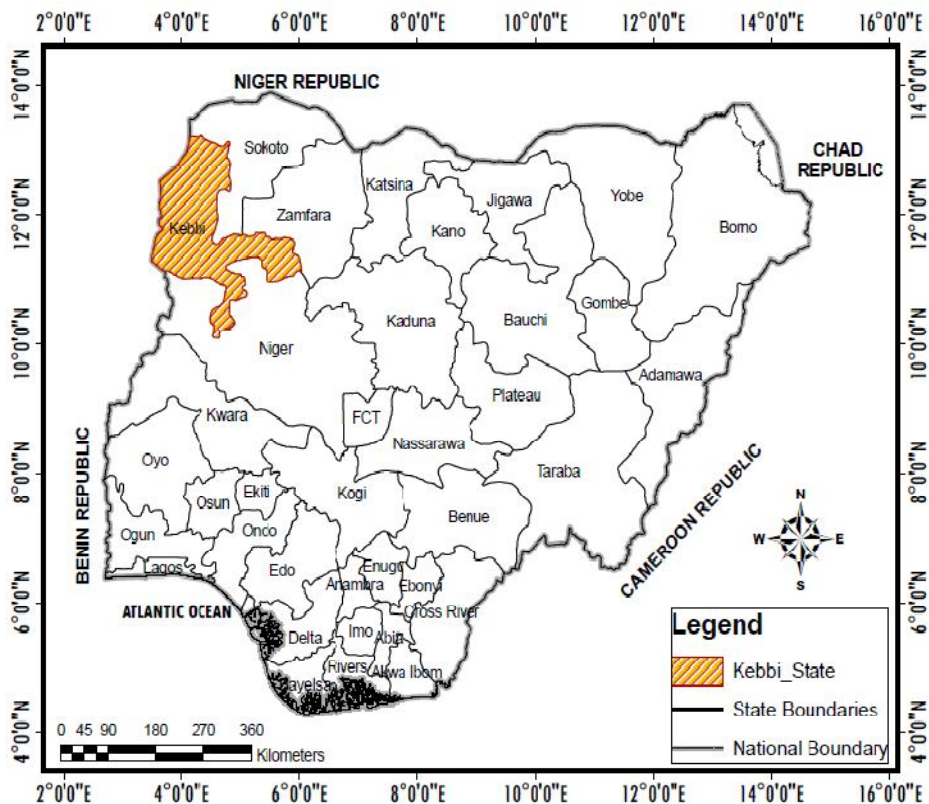 2°0'0"E 4°0'0"E 6°0'0"E 8°0'0"E 10°0'0"E 12°0'0"E 14°0'0"E 16°0'0"E
14°0'0"N
14°0'0"N
NIGER REPUBLIC
CHAD
REPUBLIC
Sokoto
Katsina
Zamfara
Kebbi
Kano
Jigawa
Yobe
Borno
12°0'0"N
12°0'0"N
Kaduna
Bauchi
Gombe
Niger
10°0'0"N
10°0'0"N
Adamawa
Plateau
Kwara
FCT
Nassarawa
Taraba
BENIN REPUBLIC
Oyo
8°0'0"N
8°0'0"N
Osun
Ekiti
Kogi
Benue
CAMEROON REPUBLIC
Ogun
Ondo
Lagos
Edo
Enugu
Anambra
Ebonyi
Cross River
N
W E
S
6°0'0"N
6°0'0"N
ATLANTIC OCEAN
Delta
Imo
Abia
Rivers
Akwa Ibom
Bayelsa
Legend
Kebbi_State
State Boundaries
National Boundary
0 45 90 180 270 360
Kilometers
4°0'0"N
4°0'0"N
2°0'0"E 4°0'0"E 6°0'0"E 8°0'0"E 10°0'0"E 12°0'0"E 14°0'0"E 16°0'0"E